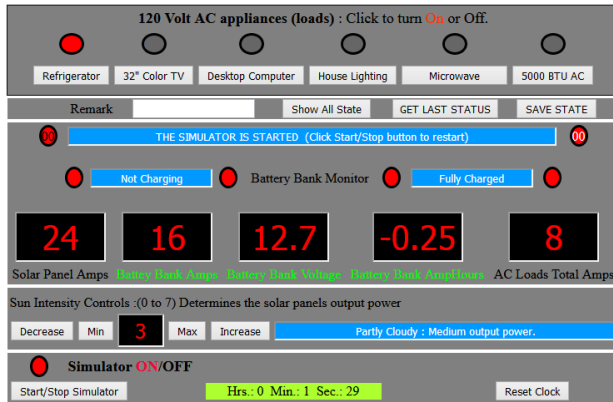 120 Volt AC appliances (loads) : Click to turn On or Off.
Refrigerator 32" Color TV Desktop Computer House Lighting Microwave 5000 BTU AC
Remark Show All State GET LAST STATUS SAVE STATE
00 THE SIMULATOR IS STARTED (Click Start/Stop button to restart) 00
Not Charging Battery Bank Monitor Fully Charged
24 16 12.7 -0.25 8
Solar Panel Amps Battey Bank Amps Battery Bank Voltage Battery Bank AmpHours AC Loads Total Amps
Sun Intensity Controls :(0 to 7) Determines the solar panels output power
Decrease Min 3 Max Increase Partly Cloudy : Medium output power.
Simulator ON/OFF
Start/Stop Simulator Hrs.: 0 Min.: 1 Sec.: 29 Reset Clock